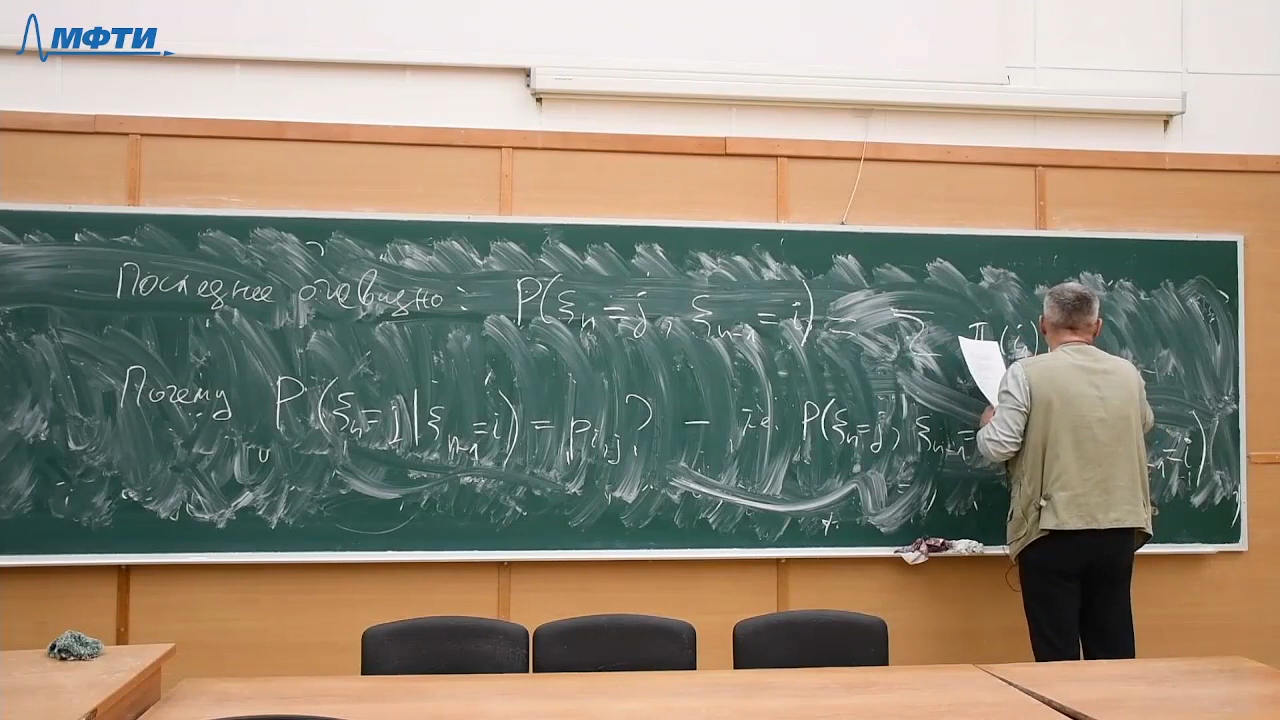 МФТИ
Последнее очевидно: P(ξₙ=j, ξₙ₋₁=i) = Σ π(i)
Почему P(ξₙ=j|ξₙ₋₁=i)=pᵢⱼ? – т.е. P(ξₙ=j, ξₙ₋₁= =i)